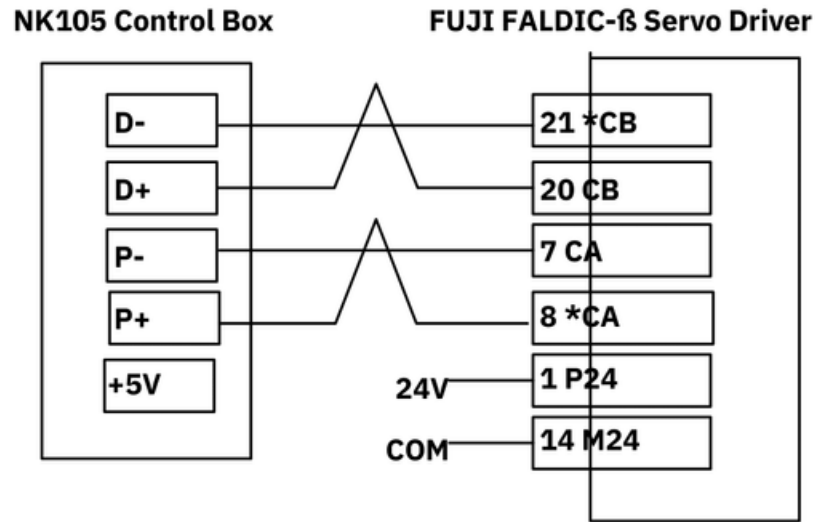 NK105 Control Box
FUJI FALDIC-ß Servo Driver
D-
21 *CB
D+
20 CB
P-
7 CA
P+
8 *CA
+5V
24V
1 P24
COM
14 M24